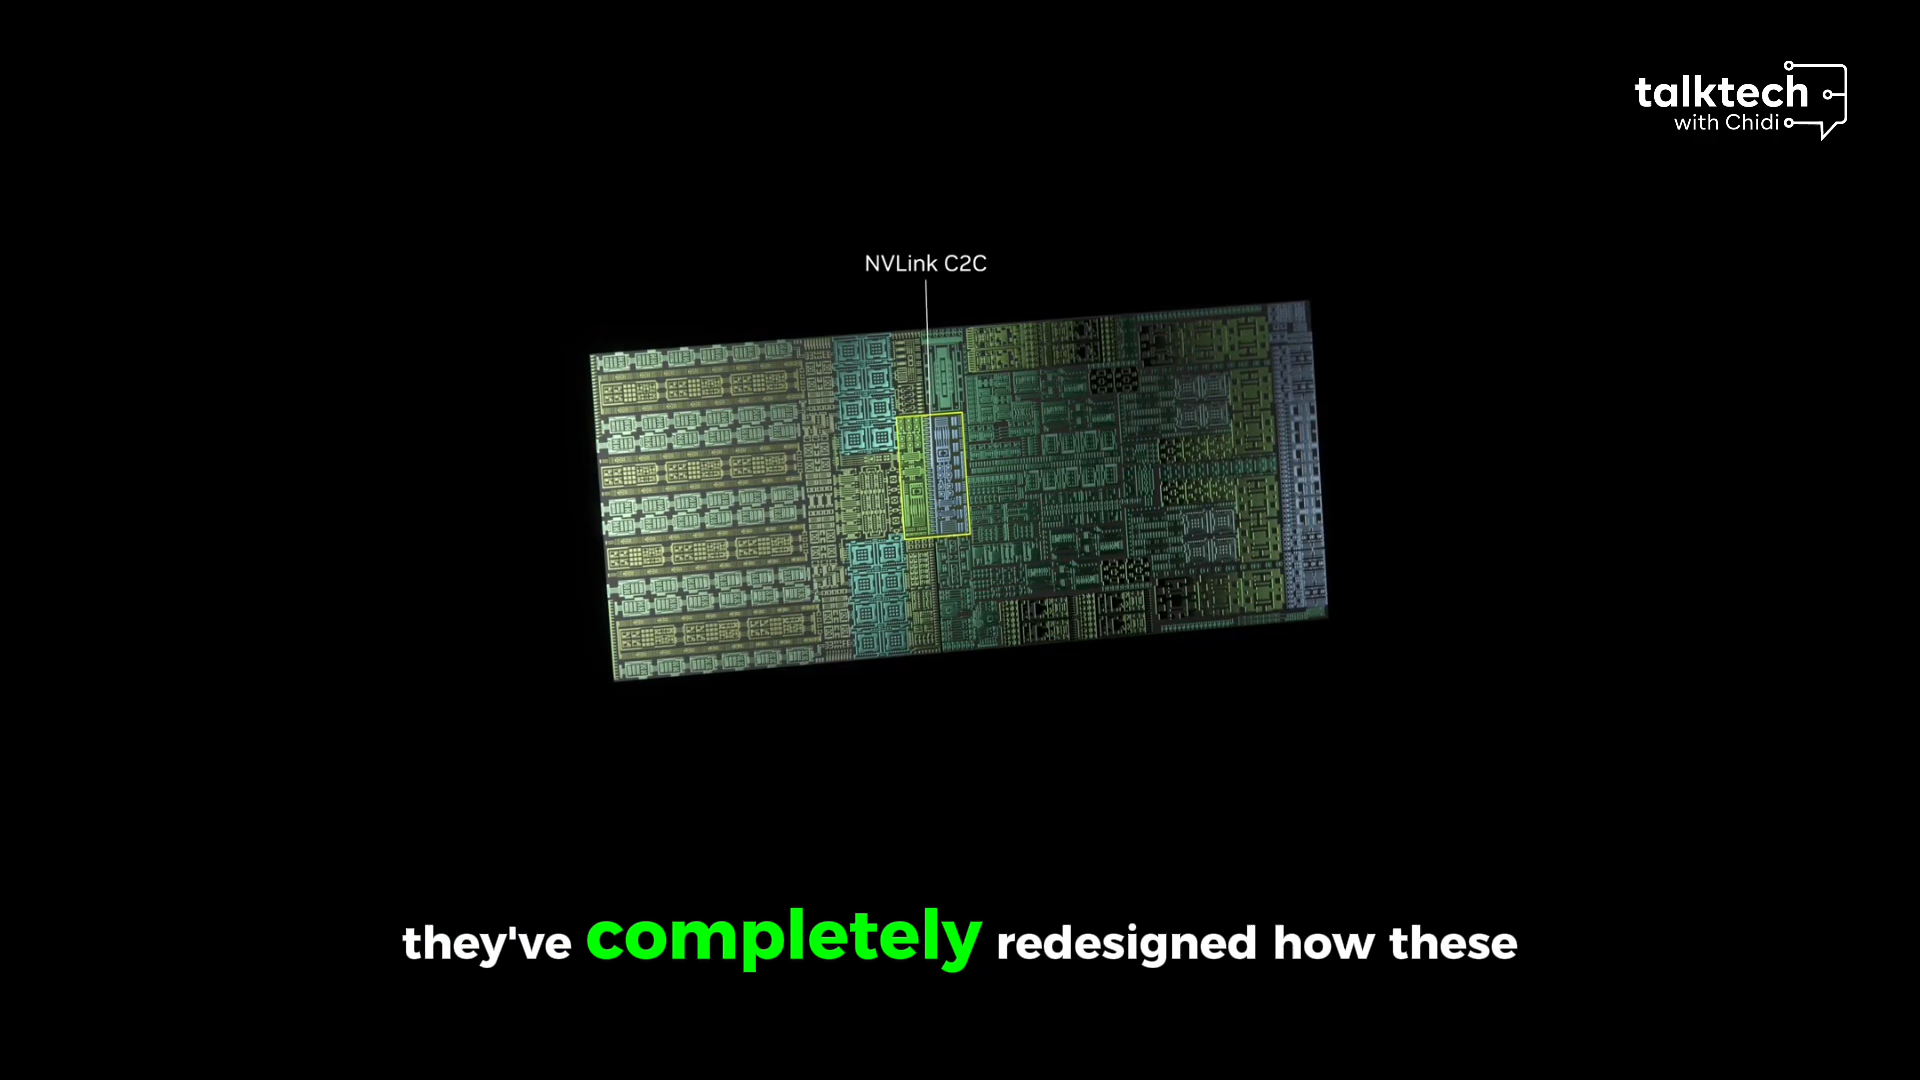 talktech
with Chidi
NVLink C2C
they've completely redesigned how these